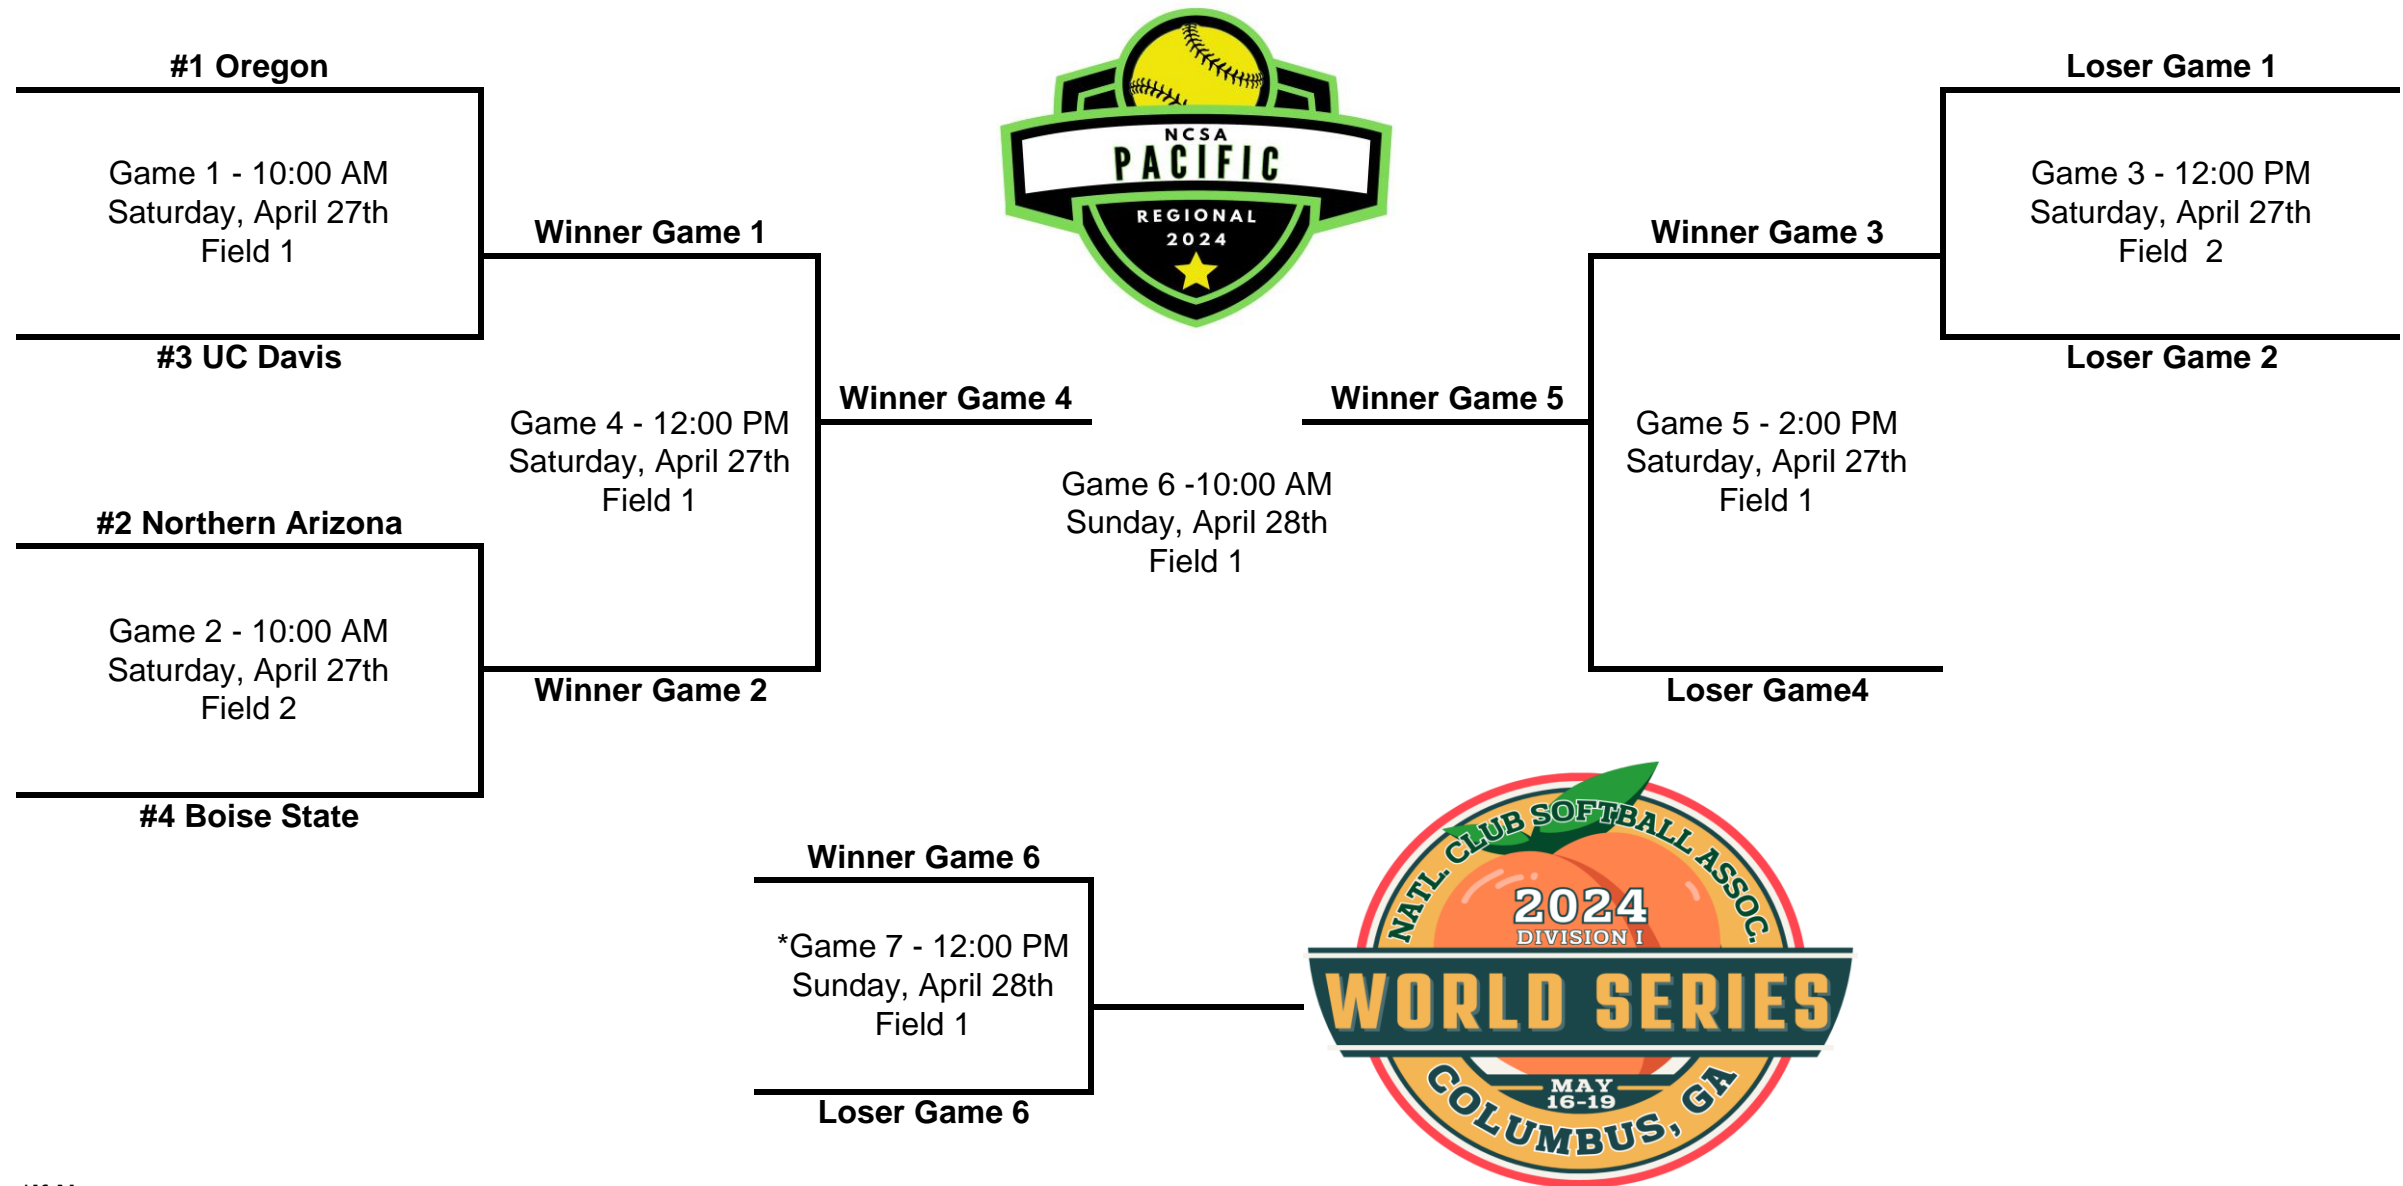 #1 Oregon
Game 1 - 10:00 AM
Saturday, April 27th
Field 1
#3 UC Davis
Winner Game 1
#2 Northern Arizona
Game 2 - 10:00 AM
Saturday, April 27th
Field 2
#4 Boise State
Winner Game 2
Game 4 - 12:00 PM
Saturday, April 27th
Field 1
Winner Game 4
NCSA
PACIFIC
REGIONAL
2024
Game 6 -10:00 AM
Sunday, April 28th
Field 1
Winner Game 5
Winner Game 3
Game 5 - 2:00 PM
Saturday, April 27th
Field 1
Loser Game4
Loser Game 1
Game 3 - 12:00 PM
Saturday, April 27th
Field  2
Loser Game 2
Winner Game 6
*Game 7 - 12:00 PM
Sunday, April 28th
Field 1
Loser Game 6
NATL. CLUB SOFTBALL ASSOC.
2024
DIVISION I
WORLD SERIES
MAY
16-19
COLUMBUS, GA